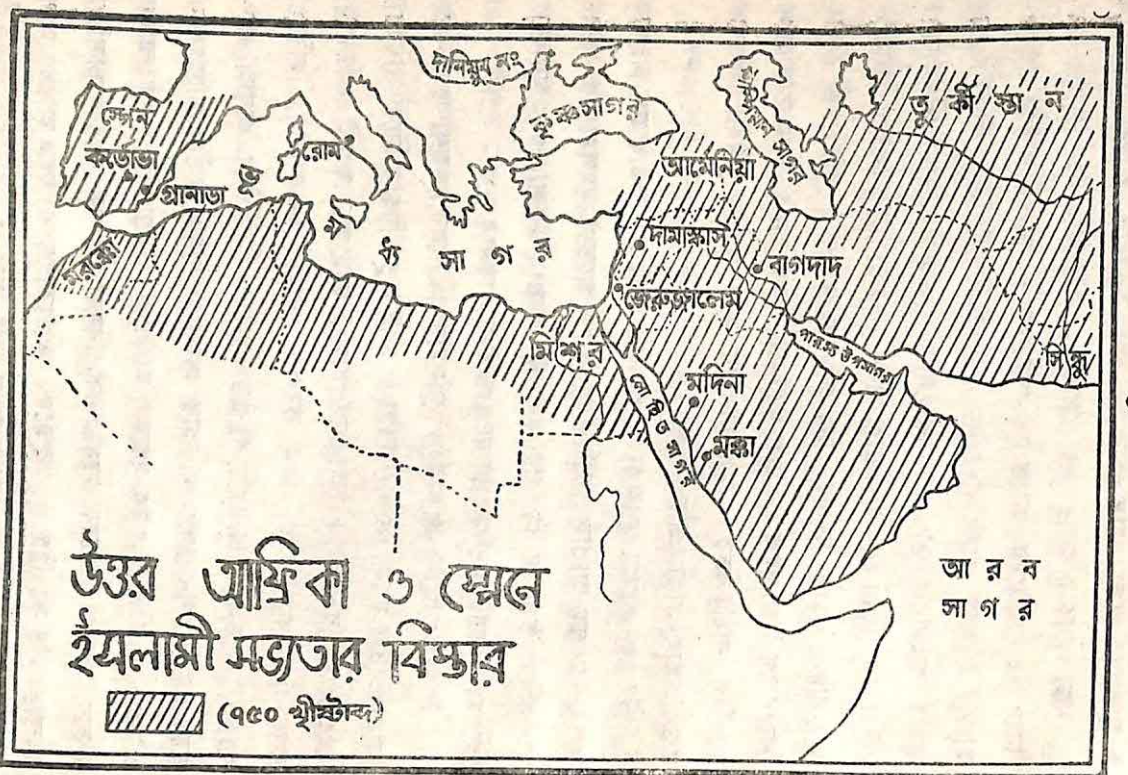 দানিয়ুব নং
কৃষ্ণসাগর
কাস্পিয়ান সাগর
তুর্কীস্তান
স্পেন
কর্ডোভা
গ্রানাডা
রোম
আর্মেনিয়া
ভূমধ্য সাগর
দামাস্কাস
বাগদাদ
জেরুজালেম
মরক্কো
মিশর
পারস্য উপসাগর
সিন্ধু
মদিনা
লোহিত সাগর
মক্কা
আরব
সাগর
উত্তর আফ্রিকা ও স্পেনে
ইসলামী সভ্যতার বিস্তার
(৭৫০ খ্রীষ্টাব্দ)